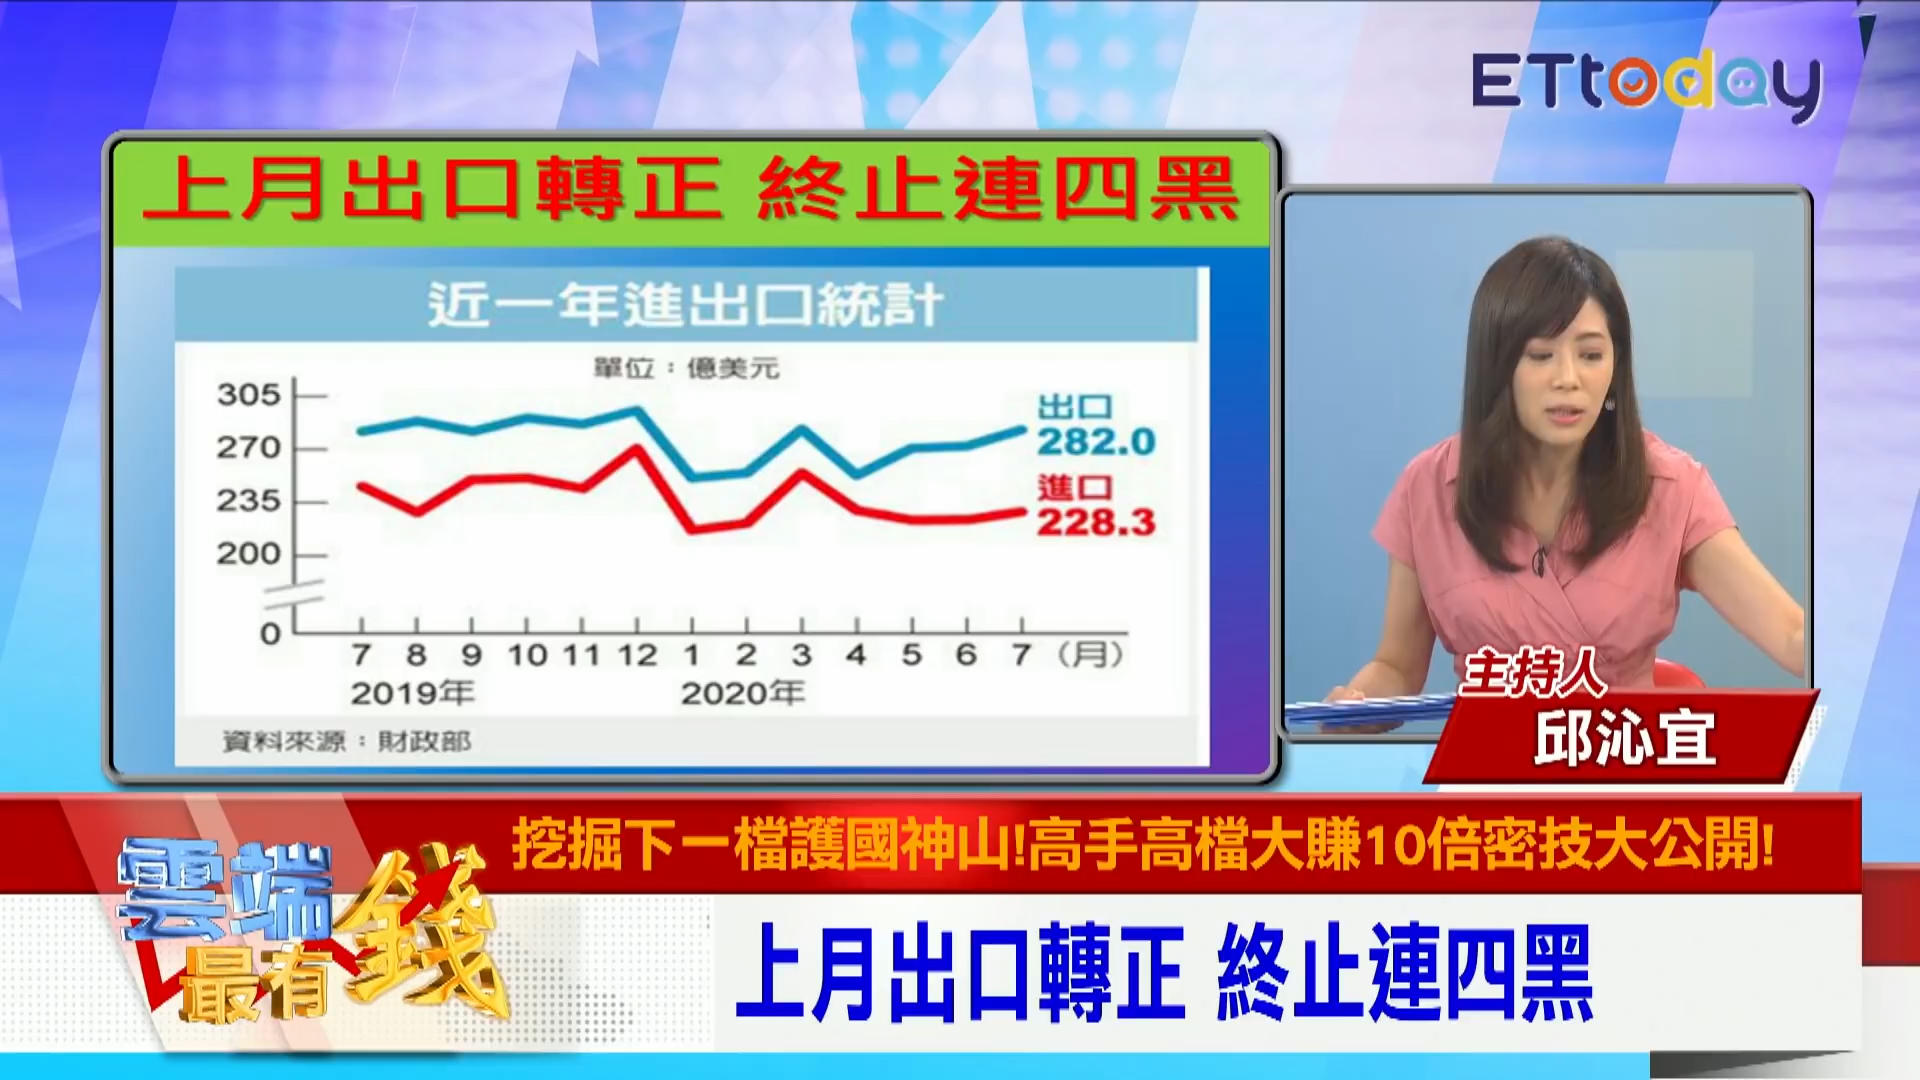 ETtoday
上月出口轉正 終止連四黑
近一年進出口統計
單位：億美元
305
270
235
200
0
出口
282.0
進口
228.3
7 8 9 10 11 12 1 2 3 4 5 6 7（月）
2019年 2020年
資料來源：財政部
主持人
邱沁宜
挖掘下一檔護國神山!高手高檔大賺10倍密技大公開!
雲端最有錢
上月出口轉正 終止連四黑